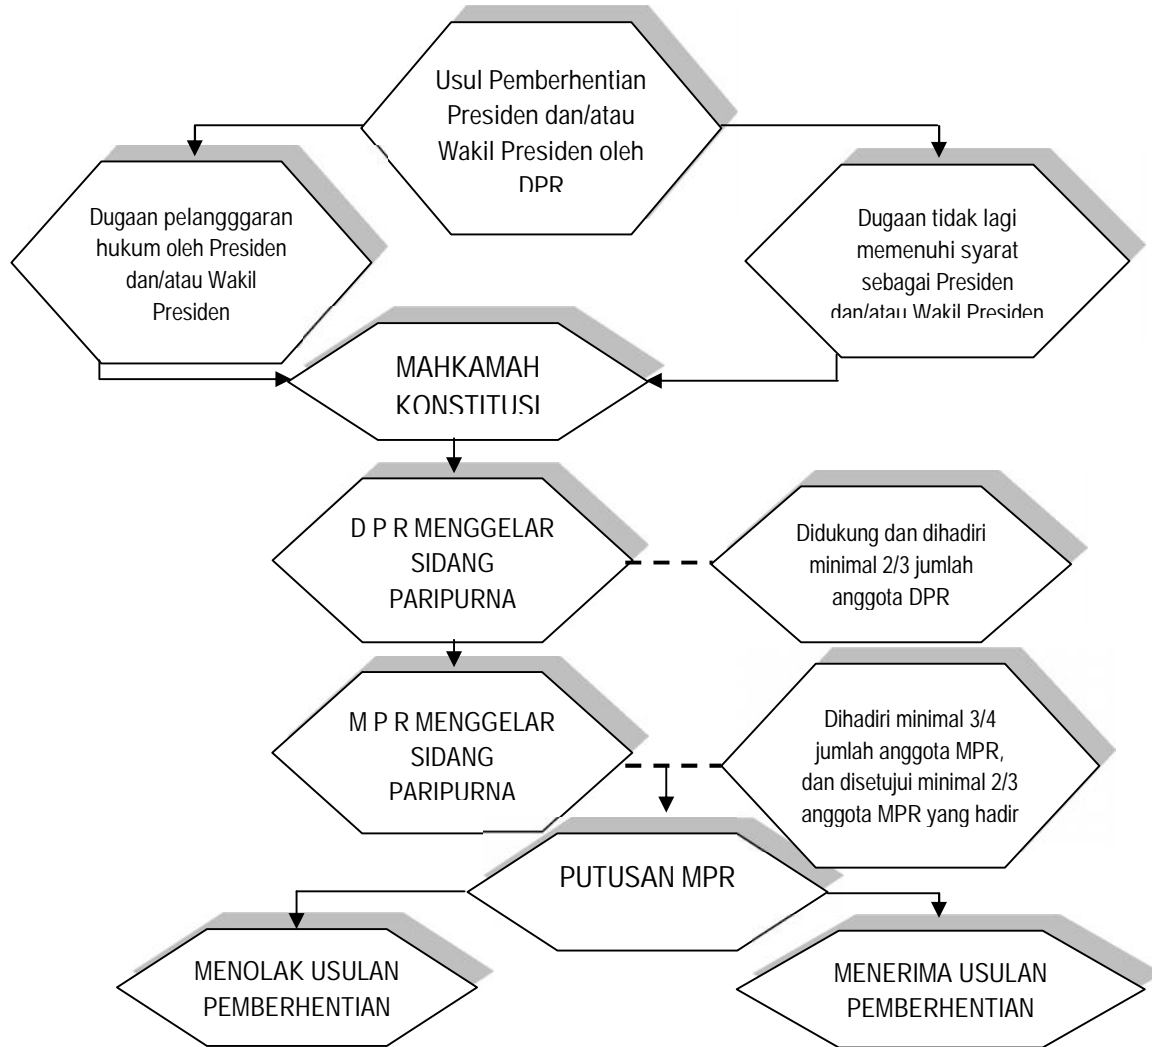 Usul Pemberhentian
Presiden dan/atau
Wakil Presiden oleh
DPR
Dugaan pelangggaran
hukum oleh Presiden
dan/atau Wakil
Presiden
Dugaan tidak lagi
memenuhi syarat
sebagai Presiden
dan/atau Wakil Presiden
MAHKAMAH
KONSTITUSI
D P R MENGGELAR
SIDANG
PARIPURNA
Didukung dan dihadiri
minimal 2/3 jumlah
anggota DPR
M P R MENGGELAR
SIDANG
PARIPURNA
Dihadiri minimal 3/4
jumlah anggota MPR,
dan disetujui minimal 2/3
anggota MPR yang hadir
PUTUSAN MPR
MENOLAK USULAN
PEMBERHENTIAN
MENERIMA USULAN
PEMBERHENTIAN